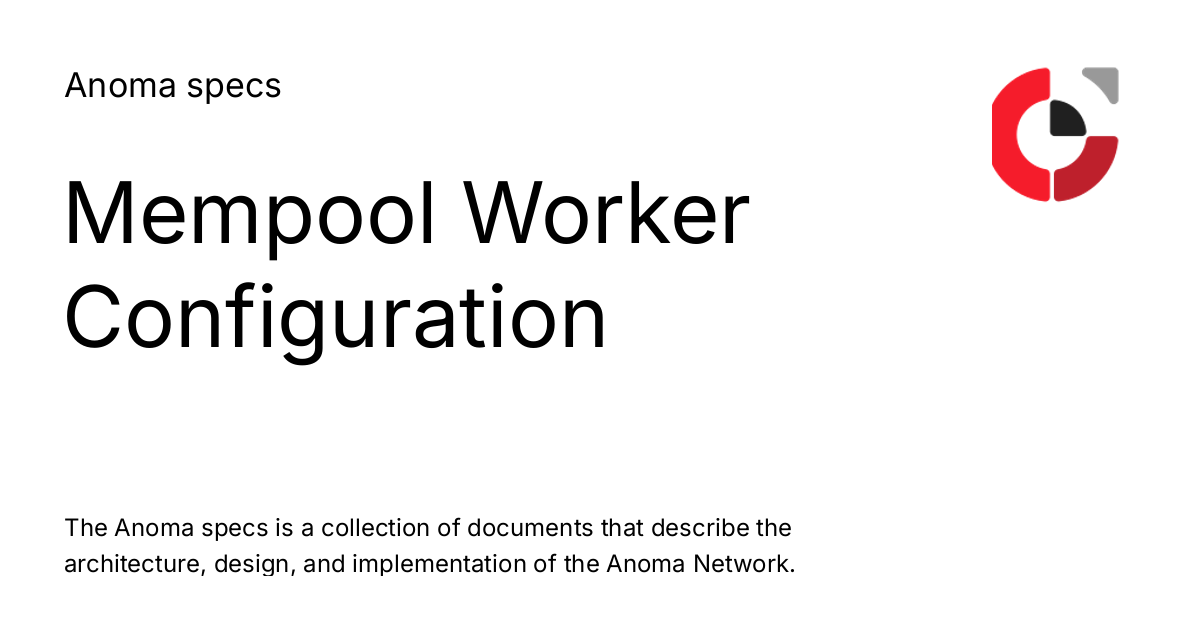 Anoma specs
Mempool Worker
Configuration
The Anoma specs is a collection of documents that describe the
architecture, design, and implementation of the Anoma Network.